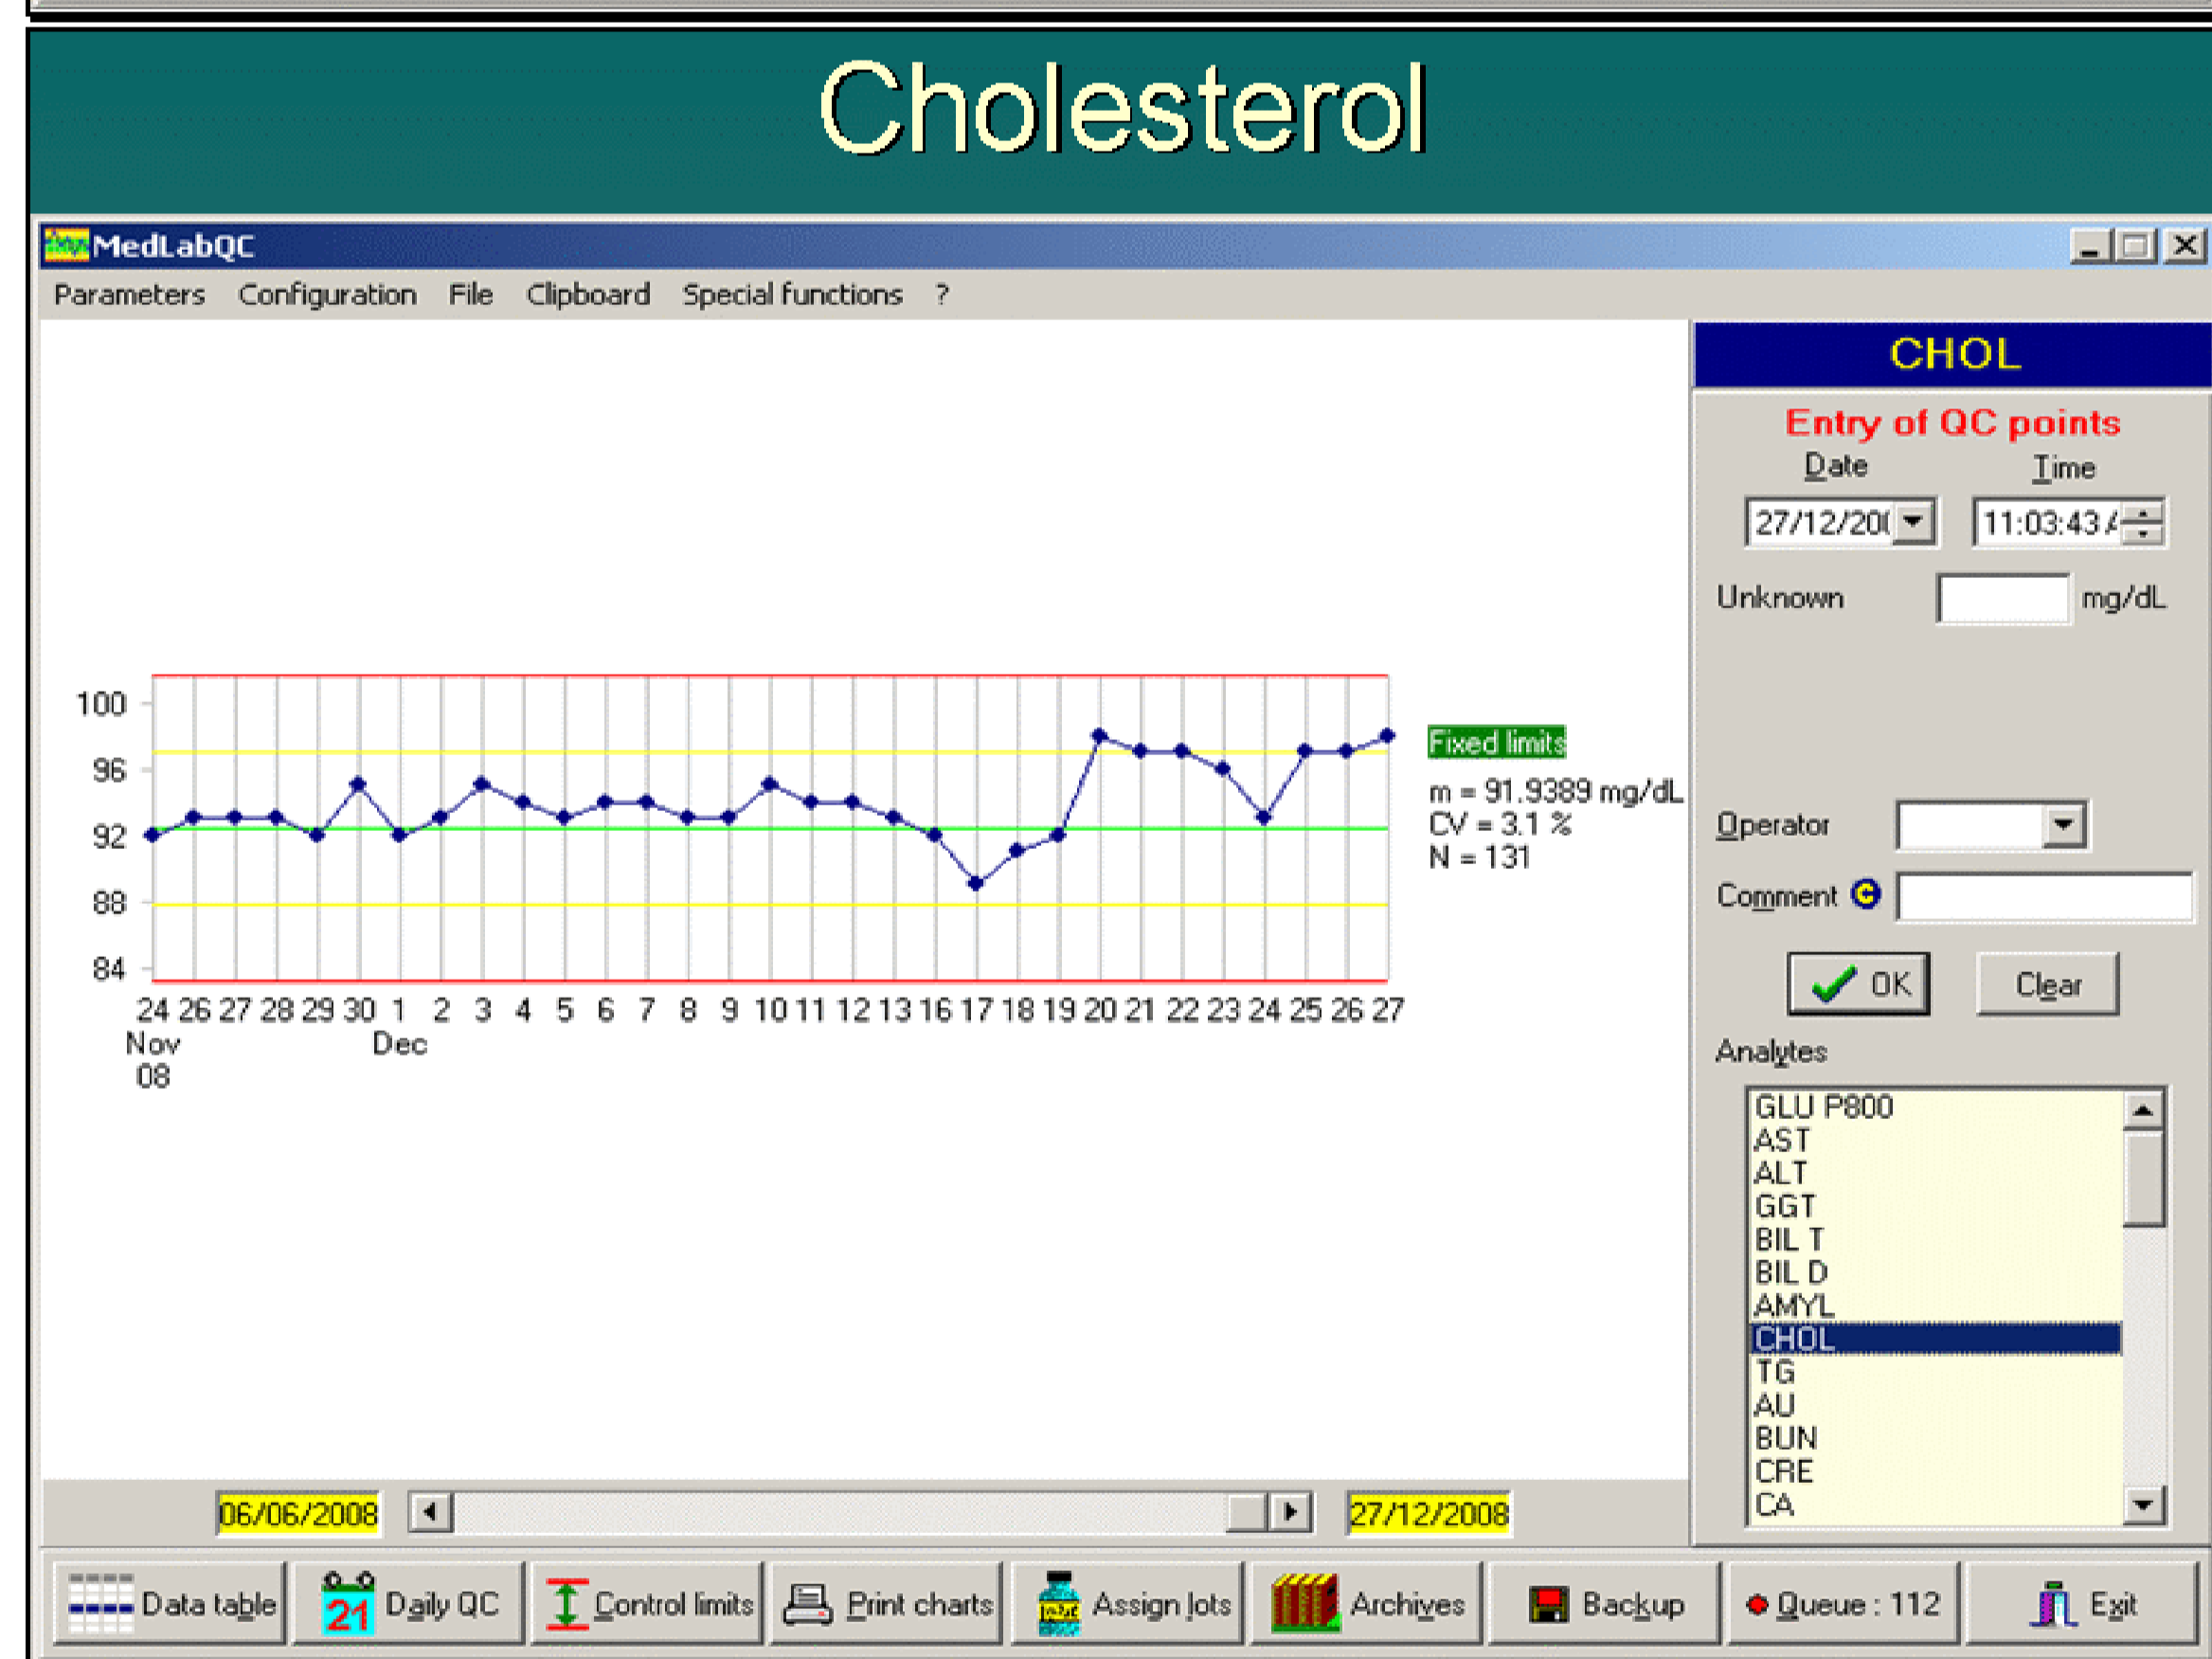 Cholesterol
MedLabQC
Parameters Configuration File Clipboard Special functions ?
CHOL
Entry of QC points
Date Time
27/12/20( 11:03:43 A
Unknown mg/dL
100
96
92
88
84
Fixed limits
m = 91.9389 mg/dL
CV = 3.1 %
N = 131
24 26 27 28 29 30 1 2 3 4 5 6 7 8 9 10 11 12 13 16 17 18 19 20 21 22 23 24 25 26 27
Nov Dec
08
Operator
Comment C
OK Clear
Analytes
GLU P800
AST
ALT
GGT
BIL T
BIL D
AMYL
CHOL
TG
AU
BUN
CRE
CA
06/06/2008 27/12/2008
Data table 21 Daily QC Control limits Print charts Assign lots Archives Backup Queue : 112 Exit